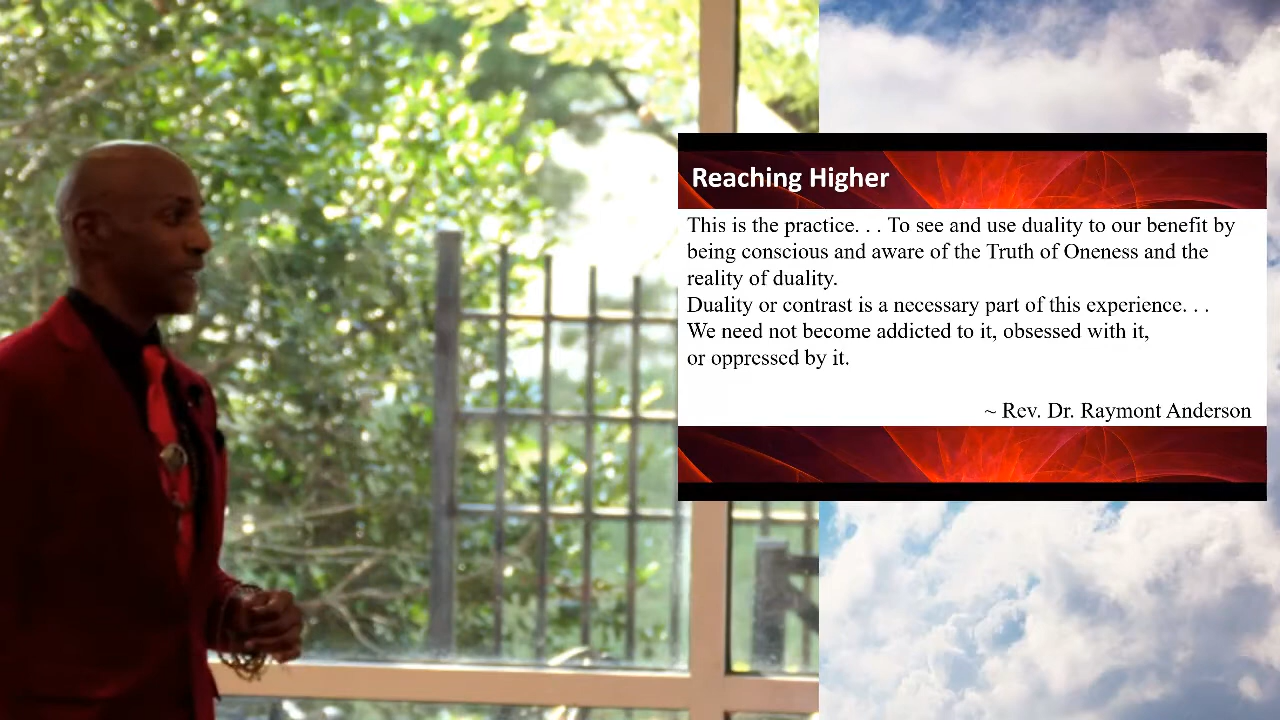 Reaching Higher
This is the practice. . . To see and use duality to our benefit by
being conscious and aware of the Truth of Oneness and the
reality of duality.
Duality or contrast is a necessary part of this experience. . .
We need not become addicted to it, obsessed with it,
or oppressed by it.
~ Rev. Dr. Raymont Anderson